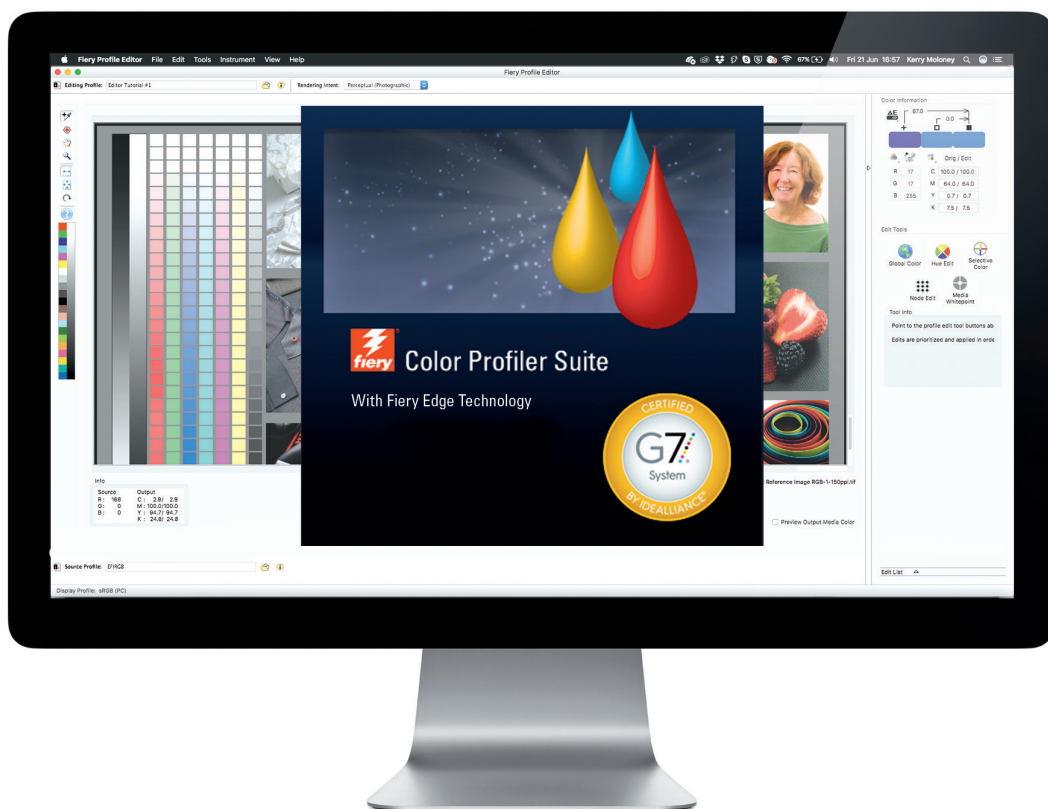 Fiery Profile Editor File Edit Tools Instrument View Help
67% Fri 21 Jun 16:57 Kerry Moloney
Fiery Profile Editor
Editing Profile: Editor Tutorial #1 Rendering Intent: Perceptual (Photographic)
Color Information
ΔE 87.0
0.0
Orig / Edit
R 17 C 100.0 / 100.0
G 17 M 64.0 / 64.0
B 255 Y 0.7 / 0.7
K 7.5 / 7.5
Edit Tools
Global Color Hue Edit Selective Color
Node Edit Media Whitepoint
Tool Info
Point to the profile edit tool buttons ab
Edits are prioritized and applied in orde
fiery®
Color Profiler Suite
With Fiery Edge Technology
CERTIFIED
G7
System
BY IDEALLIANCE®
Info
Source Output
R: 168 C: 2.9/ 2.9
G: 0 M: 100.0/100.0
B: 0 Y: 94.7/ 94.7
K: 24.8/ 24.8
Reference Image RGB-1-150ppi.tif
Preview Output Media Color
Source Profile: EFIRGB
Edit List
Display Profile: sRGB (PC)